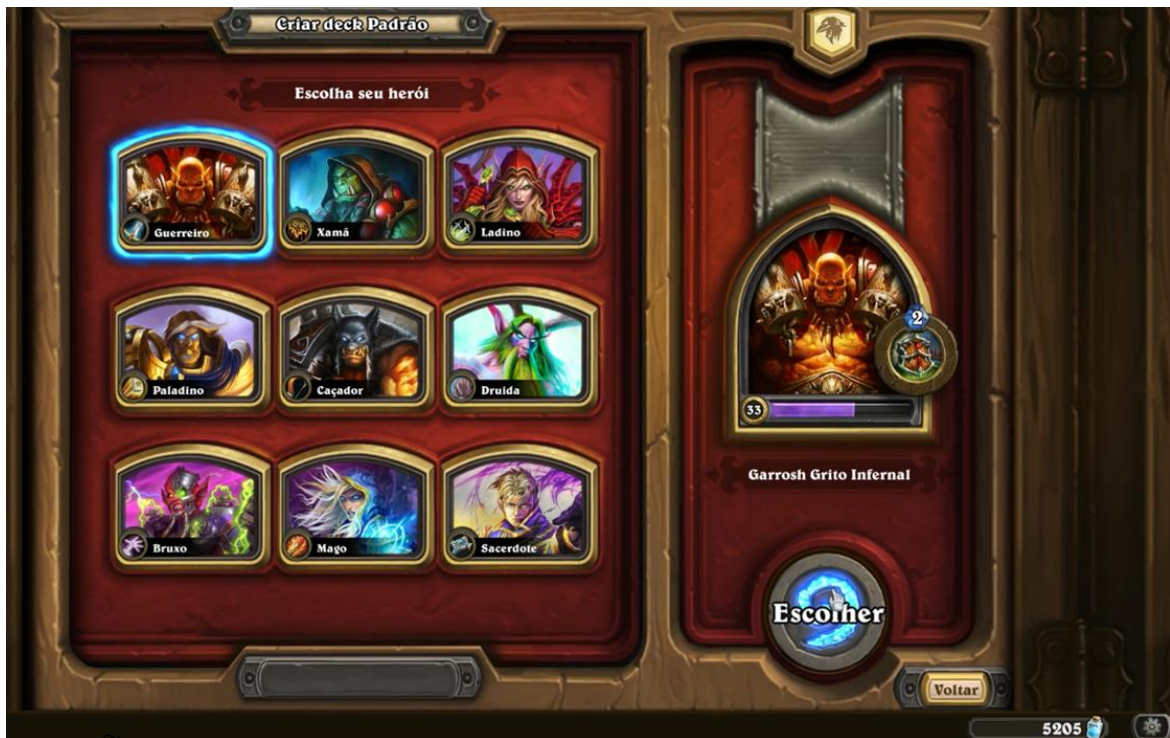 Criar deck Padrão
Escolha seu herói
Guerreiro
Xamã
Ladino
Paladino
Caçador
Druida
Bruxo
Mago
Sacerdote
2
33
Garrosh Grito Infernal
Escolher
Voltar
5205